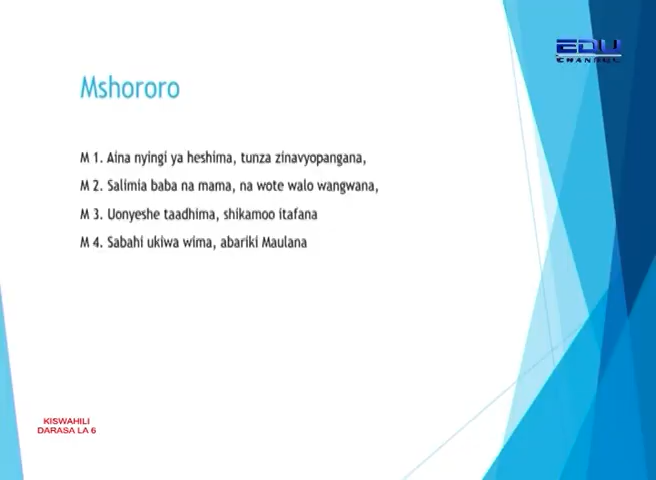 EDU
CHANNEL
Mshororo
M 1. Aina nyingi ya heshima, tunza zinavyopangana,
M 2. Salimia baba na mama, na wote walo wangwana,
M 3. Uonyeshe taadhima, shikamoo itafana
M 4. Sabahi ukiwa wima, abariki Maulana
KISWAHILI
DARASA LA 6